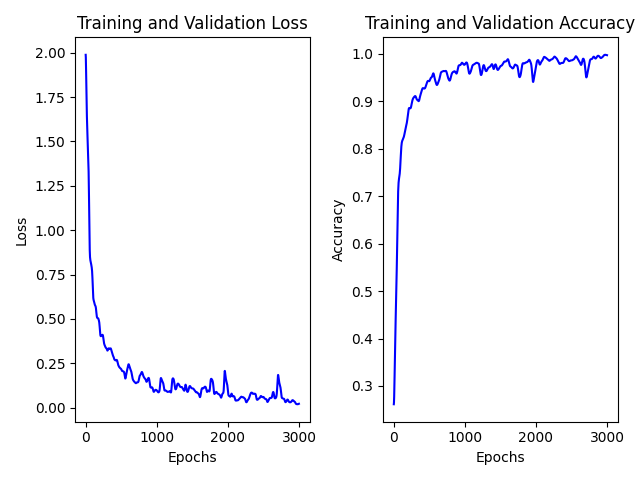 Training and Validation Loss
2.00
1.75
1.50
1.25
1.00
0.75
0.50
0.25
0.00
Loss
0 1000 2000 3000
Epochs
Training and Validation Accuracy
1.0
0.9
0.8
0.7
0.6
0.5
0.4
0.3
Accuracy
0 1000 2000 3000
Epochs